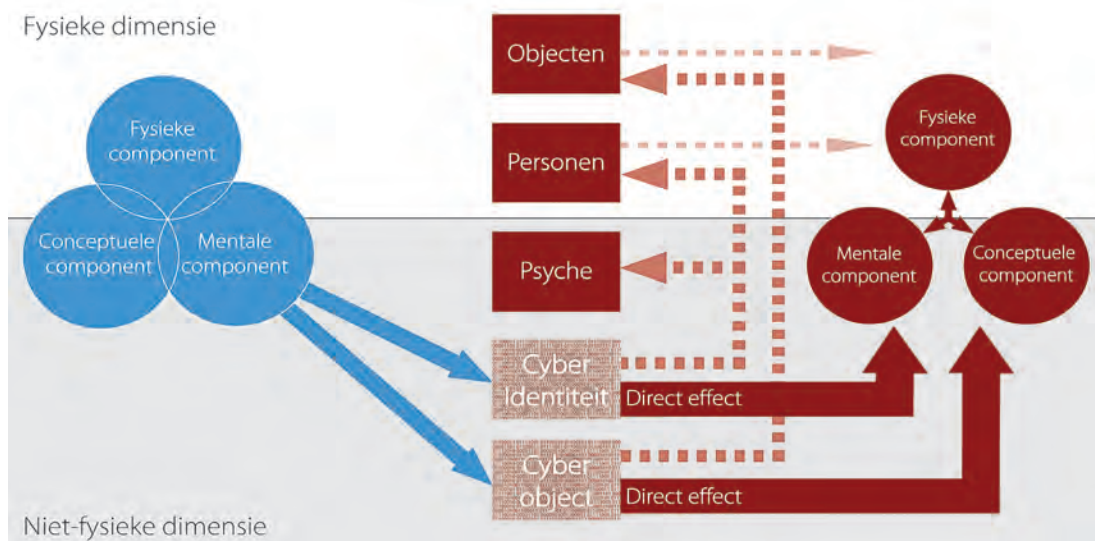 Fysieke dimensie
Fysieke
component
Conceptuele
component
Mentale
component
Objecten
Personen
Psyche
Cyber
Identiteit
Direct effect
Cyber
object
Direct effect
Fysieke
component
Mentale
component
Conceptuele
component
Niet-fysieke dimensie